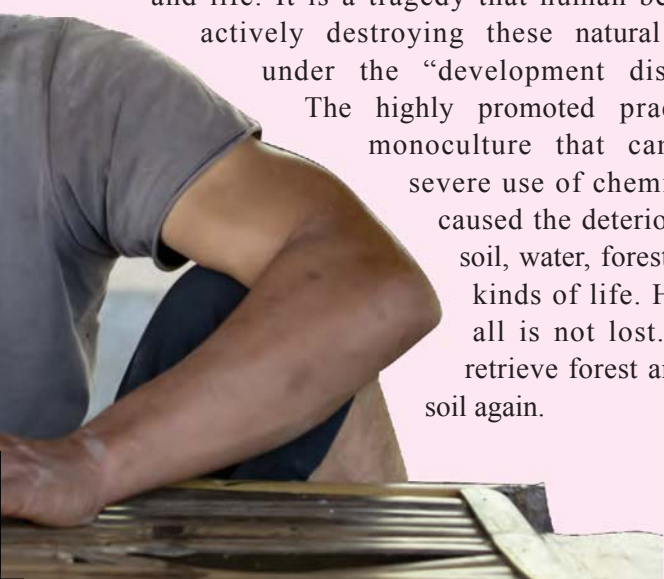 and life. It is a tragedy that human be
actively destroying these natural
under the “development dis
The highly promoted prac
monoculture that car
severe use of chemi
caused the deterio
soil, water, forest
kinds of life. H
all is not lost.
retrieve forest ar
soil again.